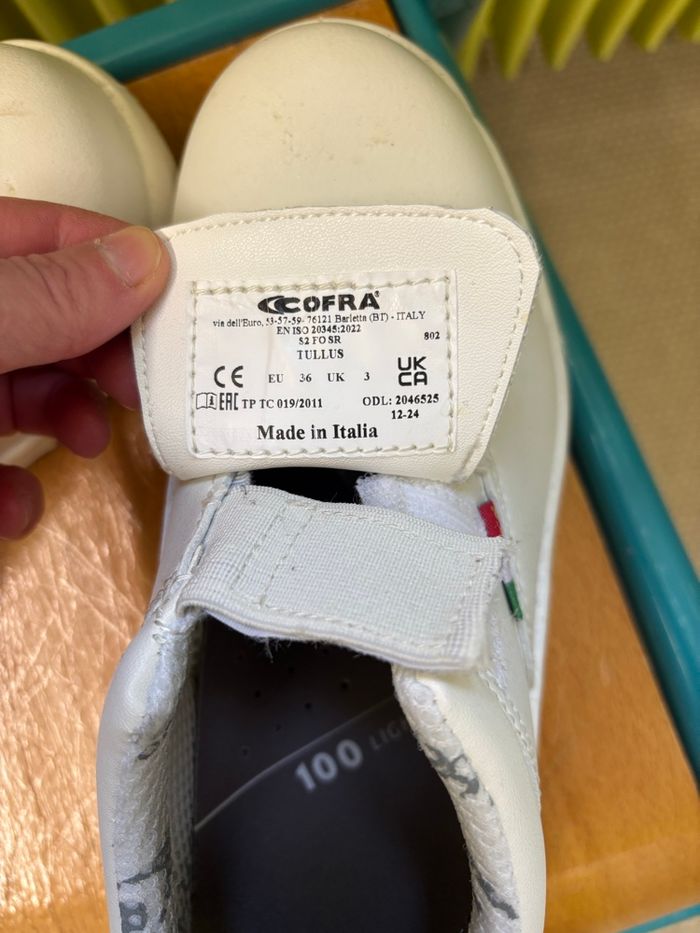 COFRA®
via dell'Euro, 53-57-59- 76121 Barletta (BT) - ITALY
EN ISO 20345:2022
S2 FO SR 802
TULLUS
CE EU 36 UK 3 UK CA
EAC TP TC 019/2011 ODL: 2046525
12-24
Made in Italia
100